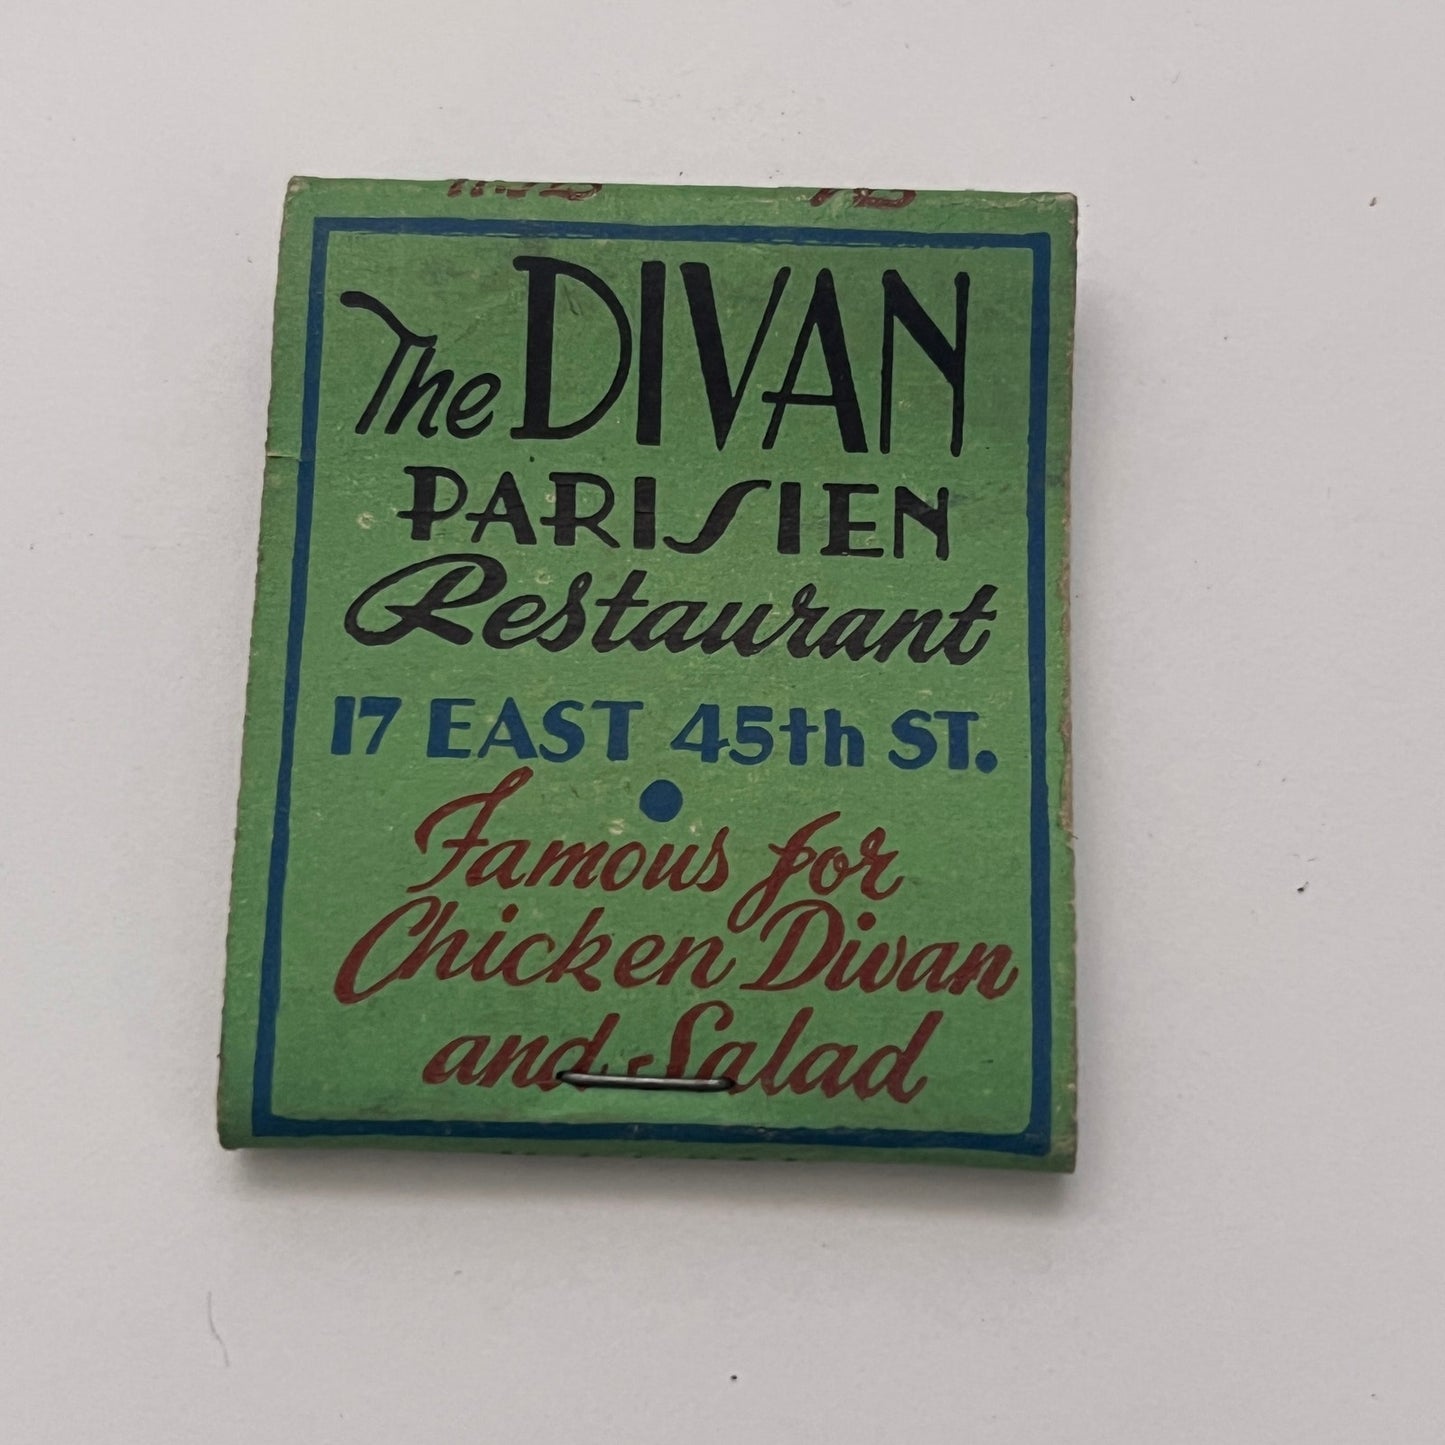 The DIVAN
PARISIEN
Restaurant
17 EAST 45th ST.
Famous for
Chicken Divan
and Salad